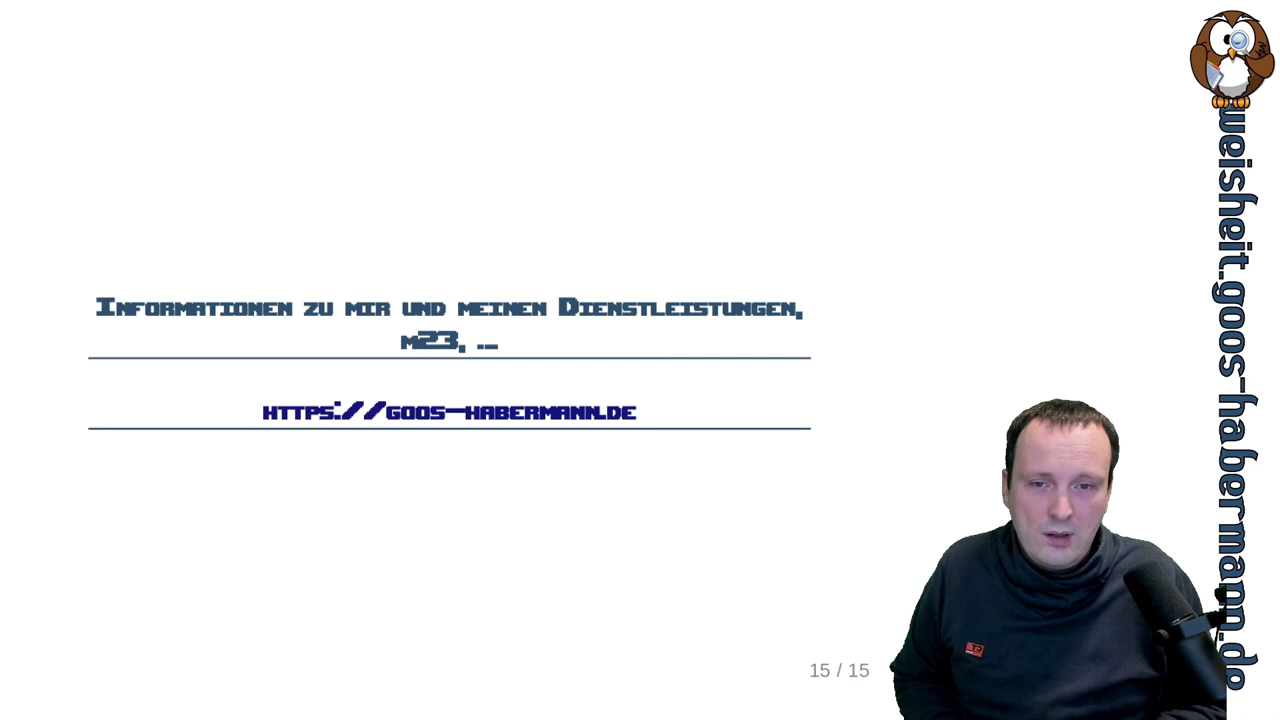 Informationen zu mir und meinen Dienstleistungen,
m23, ...
https://goos-habermann.de
15 / 15
weisheit.goos-habermann.de